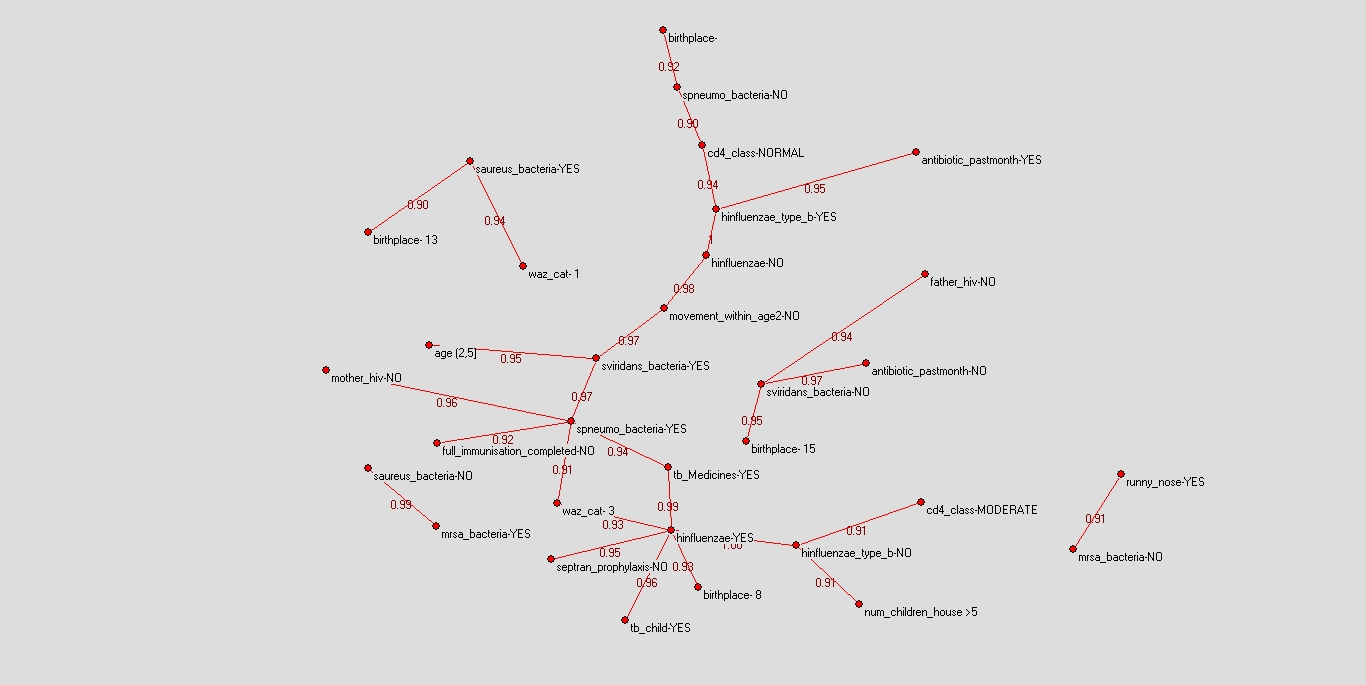 birthplace-
0.92
spneumo_bacteria-NO
0.90
cd4_class-NORMAL
antibiotic_pastmonth-YES
saureus_bacteria-YES
0.94
0.95
0.90
hinfluenzae_type_b-YES
0.94
birthplace- 13
1
hinfluenzae-NO
waz_cat- 1
father_hiv-NO
0.98
movement_within_age2-NO
0.94
0.97
age [2,5]
0.95
sviridans_bacteria-YES
antibiotic_pastmonth-NO
mother_hiv-NO
0.97
sviridans_bacteria-NO
0.96
0.97
0.95
spneumo_bacteria-YES
0.92
full_immunisation_completed-NO
0.94
birthplace- 15
0.91
saureus_bacteria-NO
tb_Medicines-YES
runny_nose-YES
0.99
0.99
waz_cat- 3
cd4_class-MODERATE
0.91
0.93
0.91
mrsa_bacteria-YES
hinfluenzae-YES
1.00
0.95
hinfluenzae_type_b-NO
mrsa_bacteria-NO
septran_prophylaxis-NO
0.93
0.96
0.91
birthplace- 8
num_children_house >5
tb_child-YES